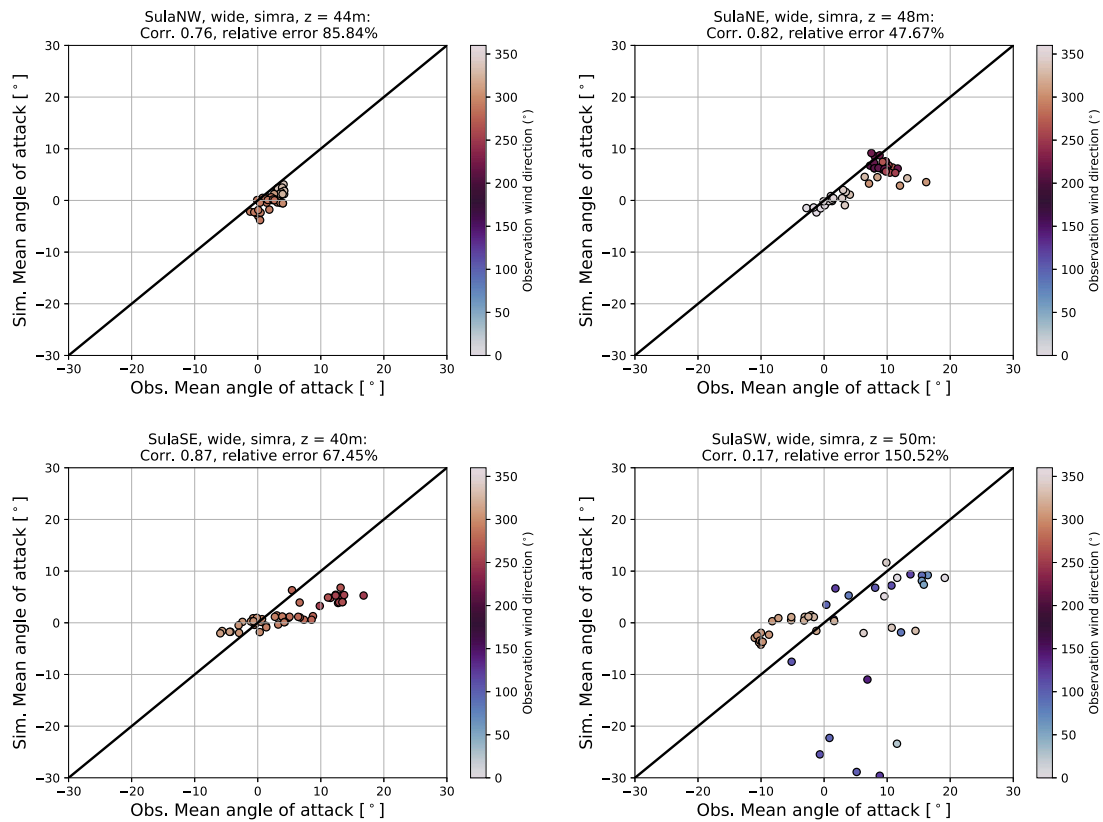 SulaNW, wide, simra, z = 44m:
Corr. 0.76, relative error 85.84%
Sim. Mean angle of attack [°]
30
20
10
0
−10
−20
−30
−30 −20 −10 0 10 20 30
Obs. Mean angle of attack [°]
350
300
250
200
150
100
50
0
Observation wind direction (°)
SulaNE, wide, simra, z = 48m:
Corr. 0.82, relative error 47.67%
Sim. Mean angle of attack [°]
30
20
10
0
−10
−20
−30
−30 −20 −10 0 10 20 30
Obs. Mean angle of attack [°]
350
300
250
200
150
100
50
0
Observation wind direction (°)
SulaSE, wide, simra, z = 40m:
Corr. 0.87, relative error 67.45%
Sim. Mean angle of attack [°]
30
20
10
0
−10
−20
−30
−30 −20 −10 0 10 20 30
Obs. Mean angle of attack [°]
350
300
250
200
150
100
50
0
Observation wind direction (°)
SulaSW, wide, simra, z = 50m:
Corr. 0.17, relative error 150.52%
Sim. Mean angle of attack [°]
30
20
10
0
−10
−20
−30
−30 −20 −10 0 10 20 30
Obs. Mean angle of attack [°]
350
300
250
200
150
100
50
0
Observation wind direction (°)